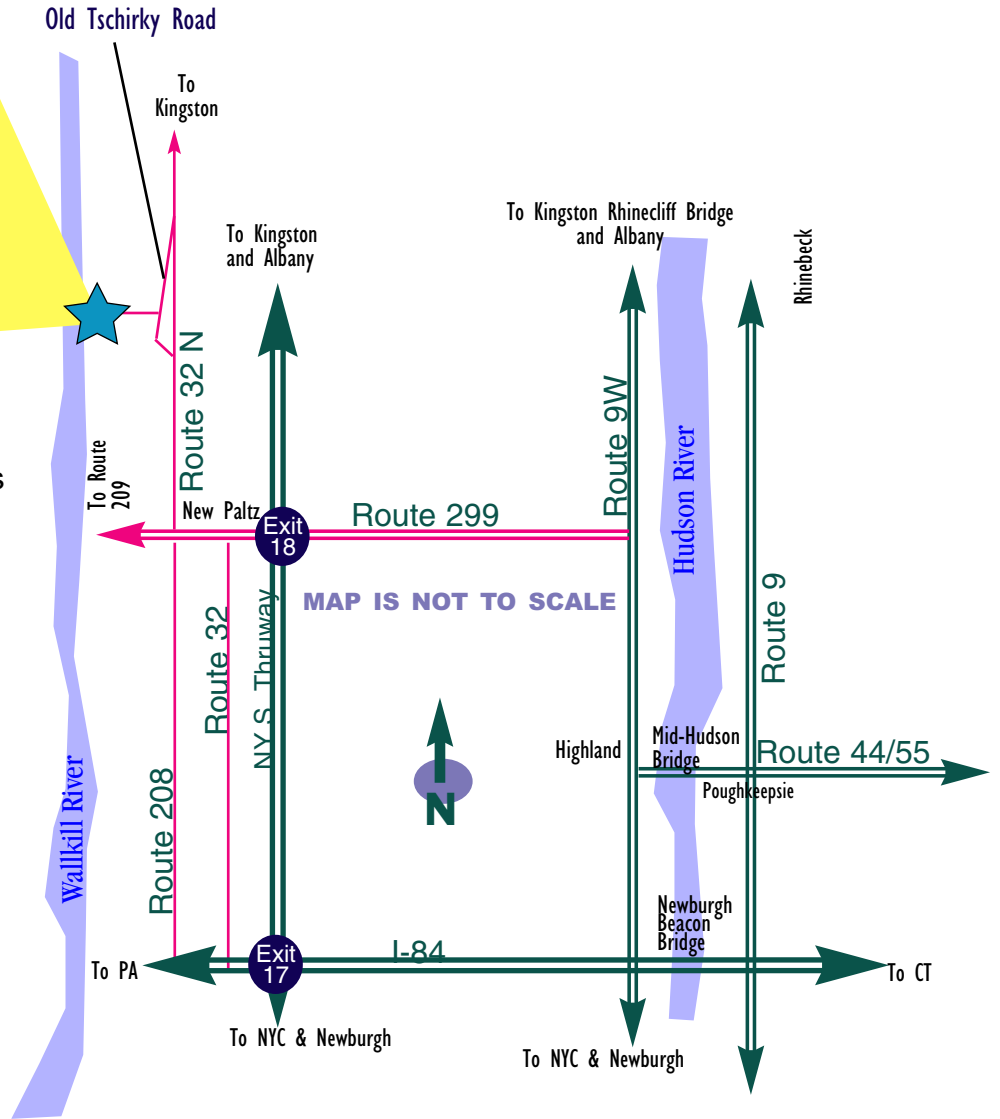 Old Tschirky Road
To
Kingston
To Kingston
and Albany
To Kingston Rhinecliff Bridge
and Albany
Rhinebeck
Route 32 N
Route 9W
Hudson River
s
To Route
209
New Paltz
Exit
18
Route 299
MAP IS NOT TO SCALE
Route 32
NY S Thruway
Route 9
Highland
Mid-Hudson
Bridge
Route 44/55
Poughkeepsie
N
Wallkill River
Route 208
Newburgh
Beacon
Bridge
To PA
Exit
17
I-84
To CT
To NYC & Newburgh
To NYC & Newburgh